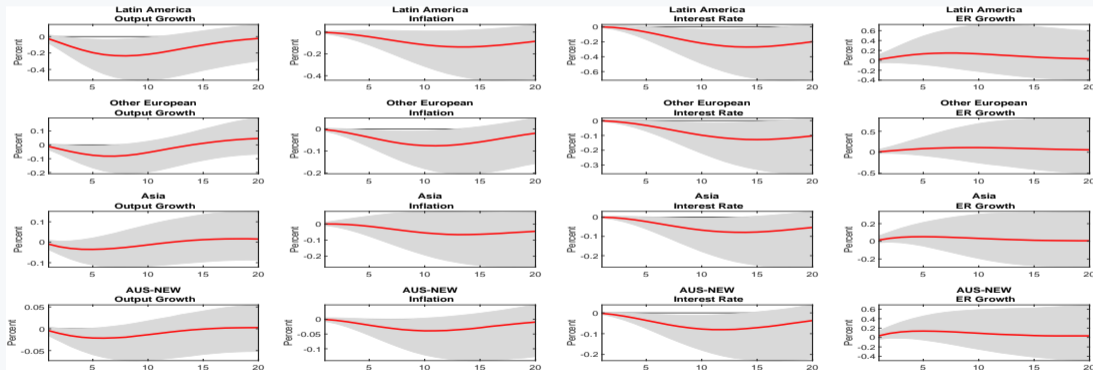 Latin America
Output Growth
Percent
0
-0.2
-0.4
5
10
15
20
Latin America
Inflation
Percent
0
-0.2
-0.4
5
10
15
20
Latin America
Interest Rate
Percent
0
-0.2
-0.4
-0.6
5
10
15
20
Latin America
ER Growth
Percent
0.6
0.4
0.2
0
-0.2
-0.4
5
10
15
20
Other European
Output Growth
Percent
0.1
0
-0.1
-0.2
5
10
15
20
Other European
Inflation
Percent
0
-0.1
-0.2
5
10
15
20
Other European
Interest Rate
Percent
0
-0.1
-0.2
-0.3
5
10
15
20
Other European
ER Growth
Percent
0.5
0
-0.5
5
10
15
20
Asia
Output Growth
Percent
0.1
0
-0.1
5
10
15
20
Asia
Inflation
Percent
0
-0.1
-0.2
5
10
15
20
Asia
Interest Rate
Percent
0
-0.1
-0.2
5
10
15
20
Asia
ER Growth
Percent
0.2
0
-0.2
5
10
15
20
AUS-NEW
Output Growth
Percent
0.05
0
-0.05
5
10
15
20
AUS-NEW
Inflation
Percent
0
-0.05
-0.1
5
10
15
20
AUS-NEW
Interest Rate
Percent
0
-0.1
-0.2
5
10
15
20
AUS-NEW
ER Growth
Percent
0.6
0.4
0.2
0
-0.2
-0.4
5
10
15
20